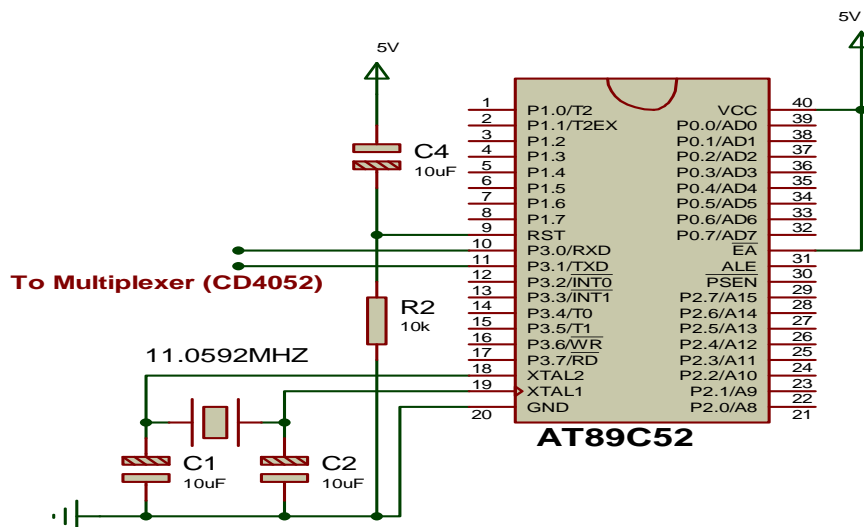 5V
5V
C4
10uF
1 P1.0/T2 VCC 40
2 P1.1/T2EX P0.0/AD0 39
3 P1.2 P0.1/AD1 38
4 P1.3 P0.2/AD2 37
5 P1.4 P0.3/AD3 36
6 P1.5 P0.4/AD4 35
7 P1.6 P0.5/AD5 34
8 P1.7 P0.6/AD6 33
9 RST P0.7/AD7 32
10 P3.0/RXD EA
11 P3.1/TXD ALE 31
12 P3.2/INT0 PSEN 30
13 P3.3/INT1 P2.7/A15 29
14 P3.4/T0 P2.6/A14 28
15 P3.5/T1 P2.5/A13 27
16 P3.6/WR P2.4/A12 26
17 P3.7/RD P2.3/A11 25
18 XTAL2 P2.2/A10 24
19 XTAL1 P2.1/A9 23
20 GND P2.0/A8 22
21
To Multiplexer (CD4052)
R2
10k
11.0592MHZ
AT89C52
C1
10uF
C2
10uF